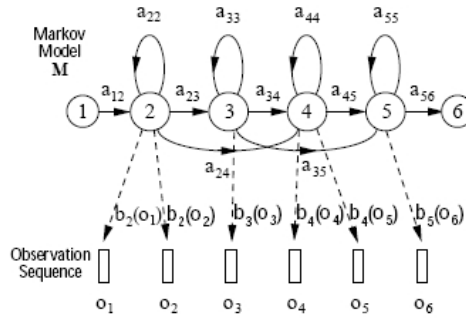 Markov
Model
M
a22 a33 a44 a55
a12 a23 a34 a45 a56
1 2 3 4 5 6
a24 a35
b2(o1) b2(o2) b3(o3) b4(o4) b4(o5) b5(o6)
Observation
Sequence
o1 o2 o3 o4 o5 o6